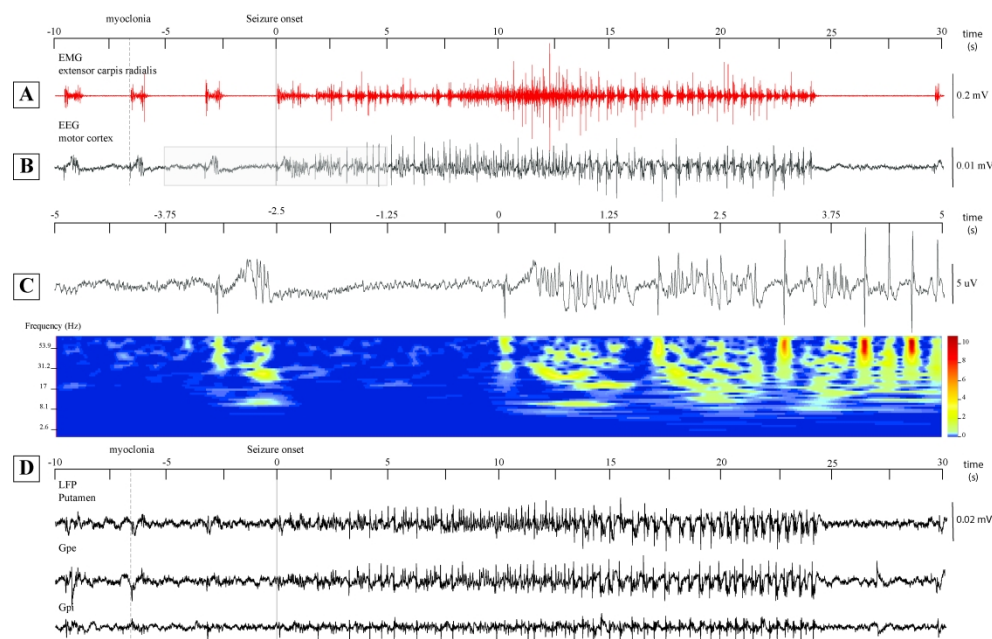 myoclonia Seizure onset
-10 -5 0 5 10 15 20 25 30 time
(s)
EMG
extensor carpis radialis
A
0.2 mV
EEG
motor cortex
B
0.01 mV
-5 -3.75 -2.5 -1.25 0 1.25 2.5 3.75 5 time
(s)
C
5 uV
Frequency (Hz)
53.9
31.2
17
8.1
2.6
10
8
6
4
2
0
D
myoclonia Seizure onset
-10 -5 0 5 10 15 20 25 30 time
(s)
LFP
Putamen
0.02 mV
Gpe
Gpi